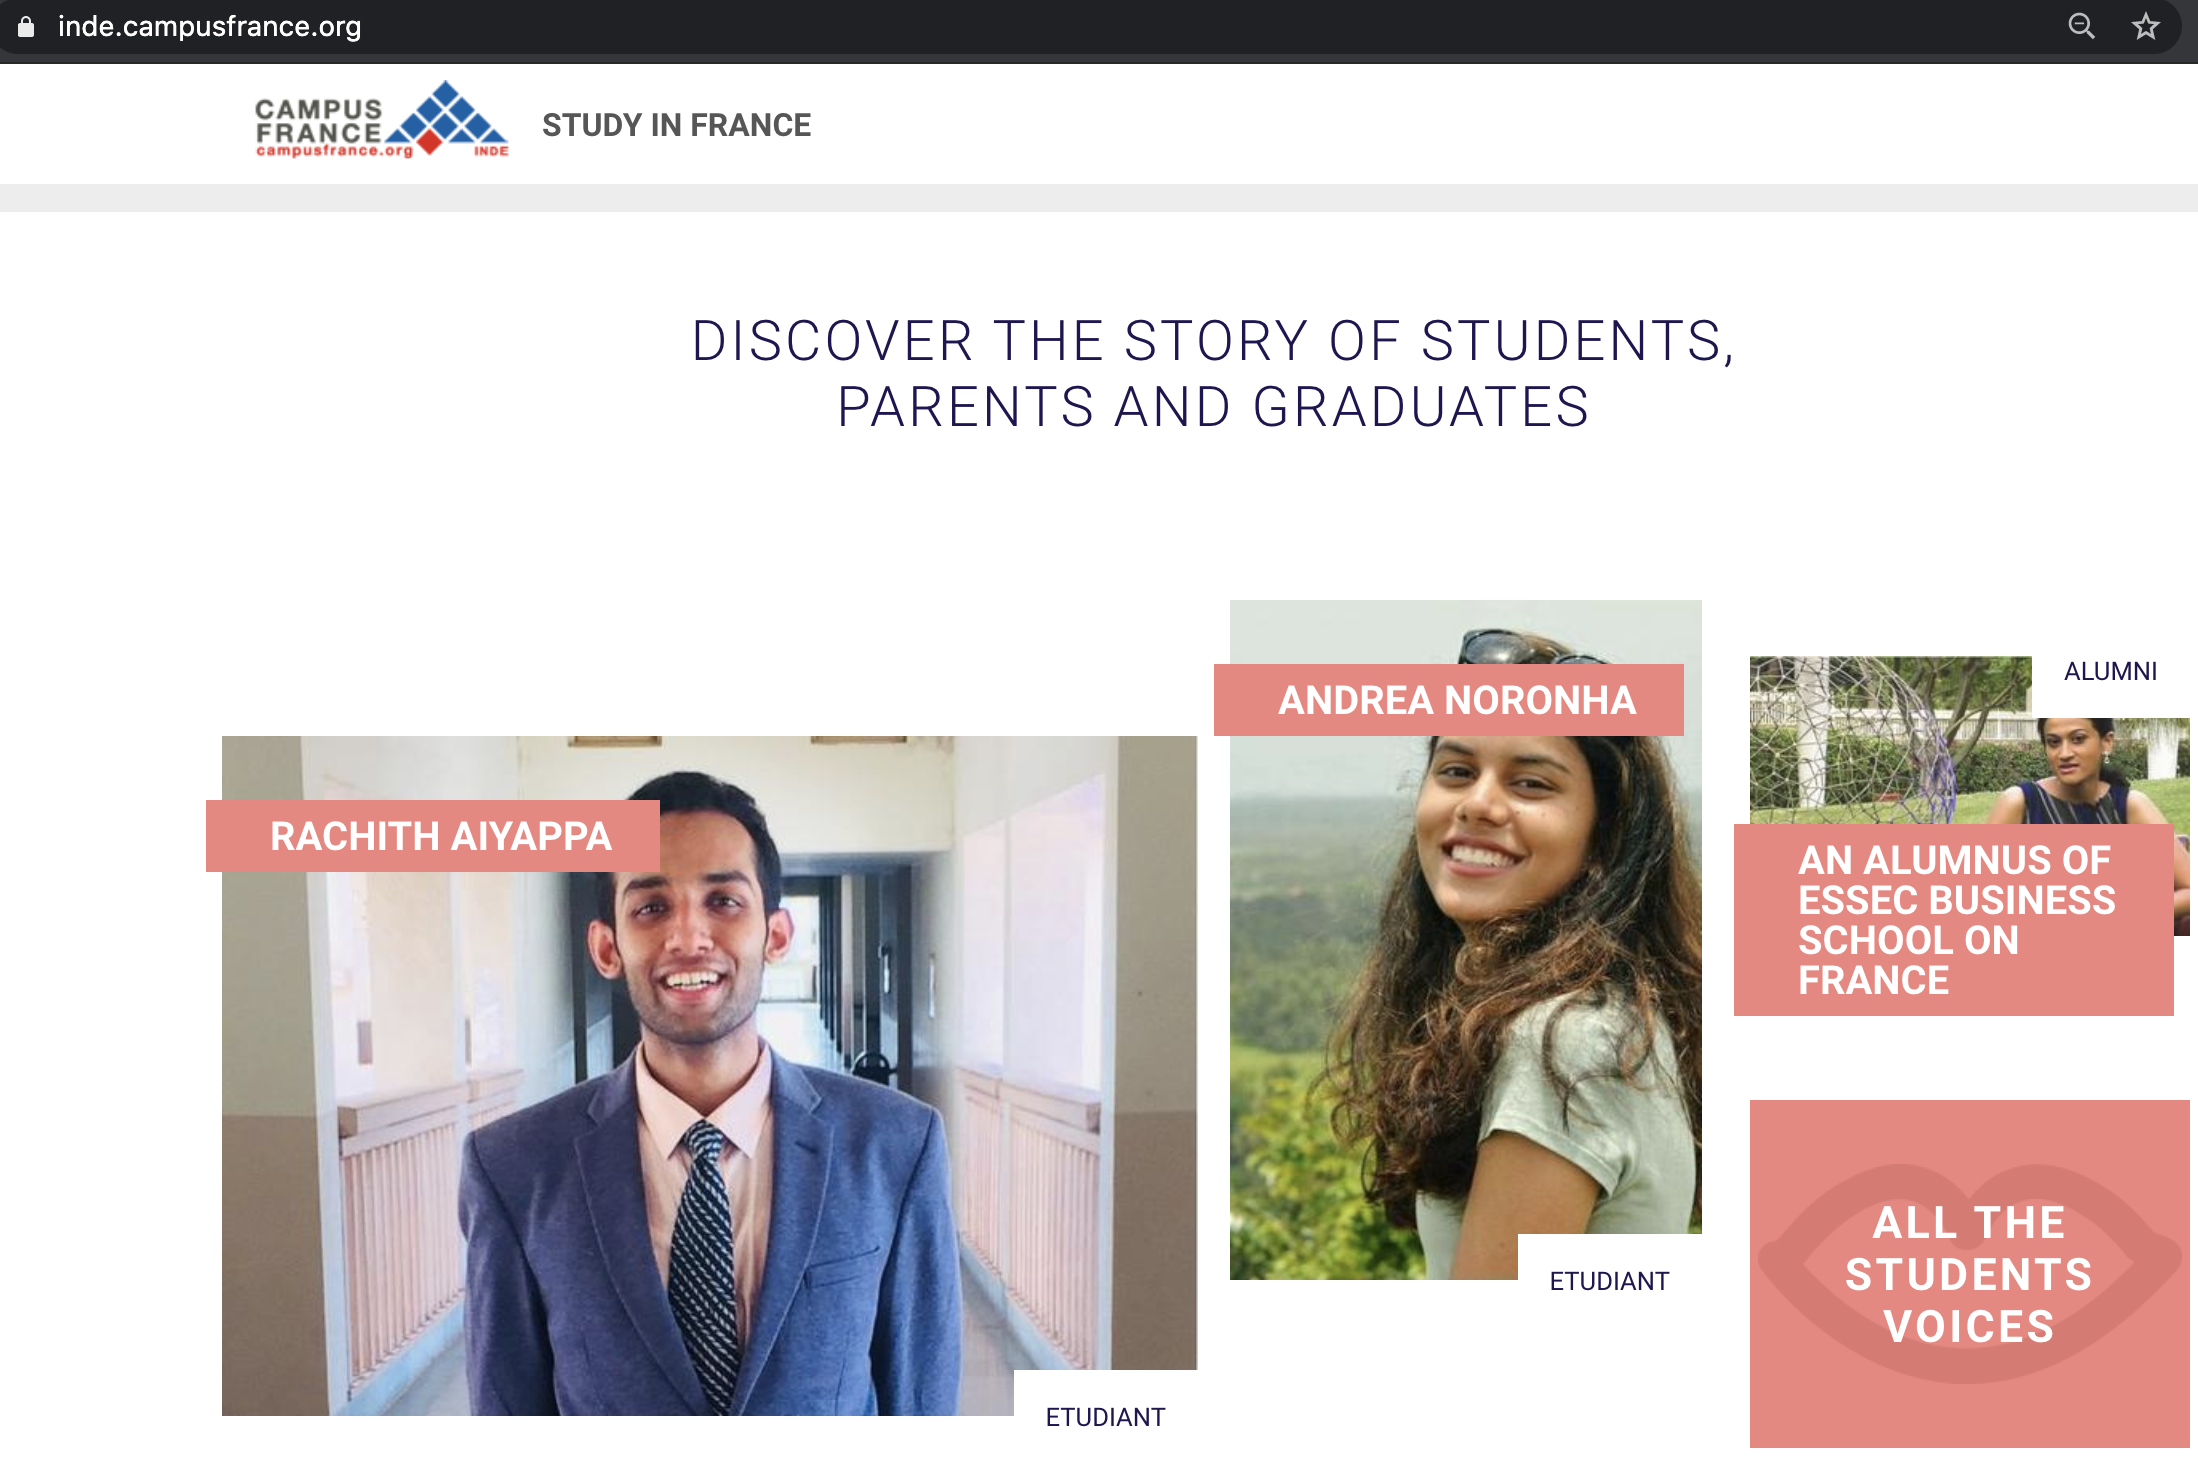 inde.campusfrance.org
CAMPUS
FRANCE
campusfrance.org
INDE
STUDY IN FRANCE
DISCOVER THE STORY OF STUDENTS,
PARENTS AND GRADUATES
RACHITH AIYAPPA
ETUDIANT
ANDREA NORONHA
ETUDIANT
ALUMNI
AN ALUMNUS OF
ESSEC BUSINESS
SCHOOL ON
FRANCE
ALL THE
STUDENTS
VOICES